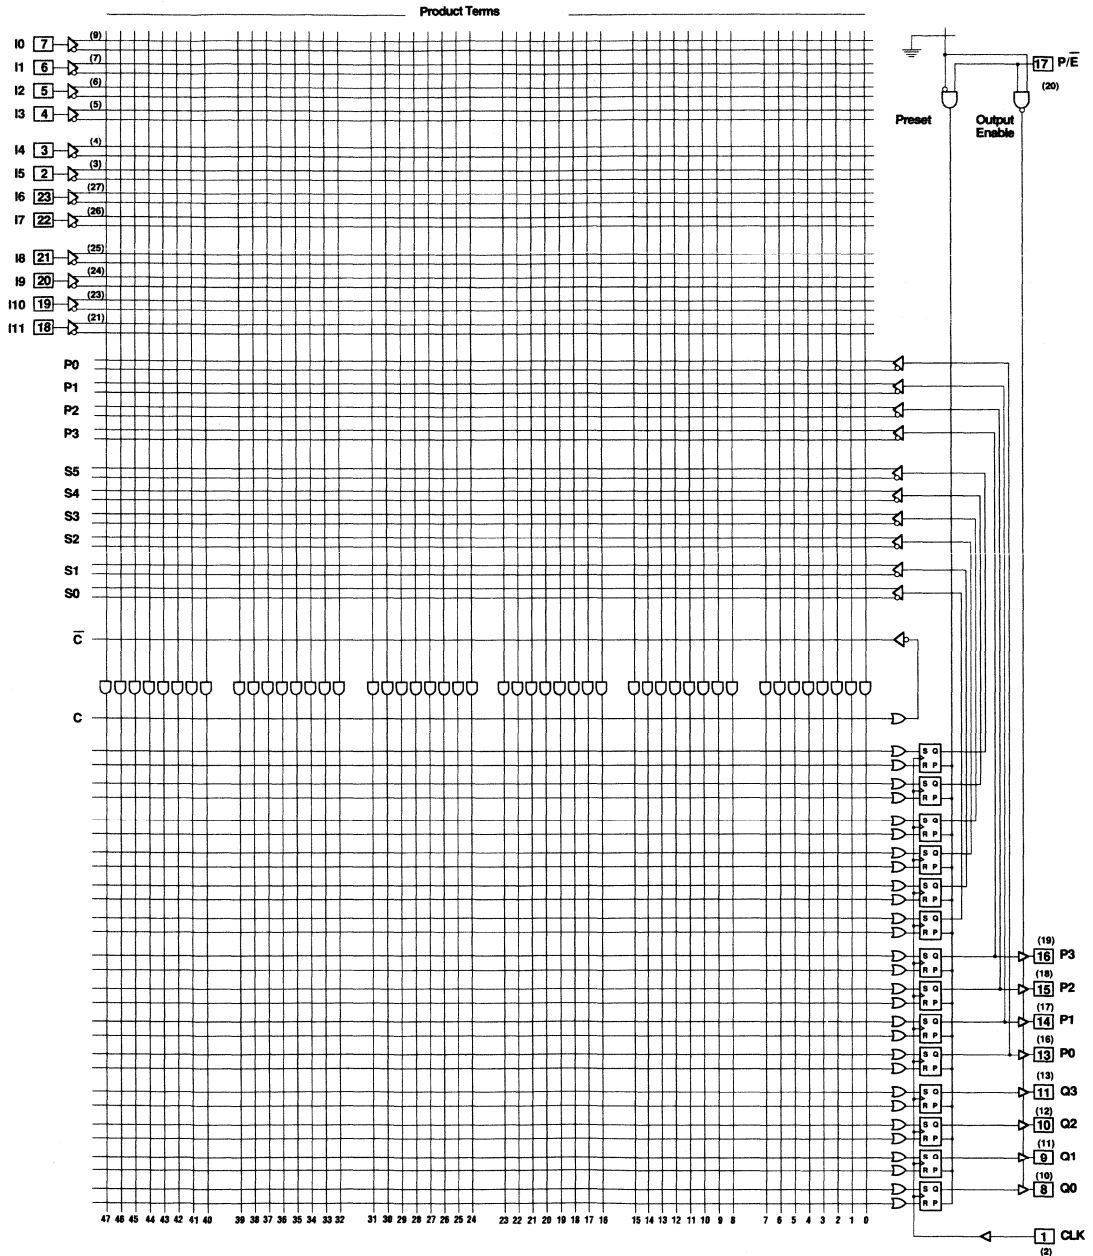 Product Terms
I0 7 (9)
I1 6 (7)
I2 5 (6)
I3 4 (5)
I4 3 (4)
I5 2 (3)
I6 23 (27)
I7 22 (26)
I8 21 (25)
I9 20 (24)
I10 19 (23)
I11 18 (21)
17 P/E̅
(20)
Preset
Output
Enable
P0
P1
P2
P3
S5
S4
S3
S2
S1
S0
C̅
C
S Q
R P
S Q
R P
S Q
R P
S Q
R P
S Q
R P
S Q
R P
(19)
S Q 16 P3
R P
(18)
S Q 15 P2
R P
(17)
S Q 14 P1
R P
(16)
S Q 13 P0
R P
(13)
S Q 11 Q3
R P
(12)
S Q 10 Q2
R P
(11)
S Q 9 Q1
R P
(10)
S Q 8 Q0
R P
47 46 45 44 43 42 41 40 39 38 37 36 35 34 33 32 31 30 29 28 27 26 25 24 23 22 21 20 19 18 17 16 15 14 13 12 11 10 9 8 7 6 5 4 3 2 1 0
1 CLK
(2)